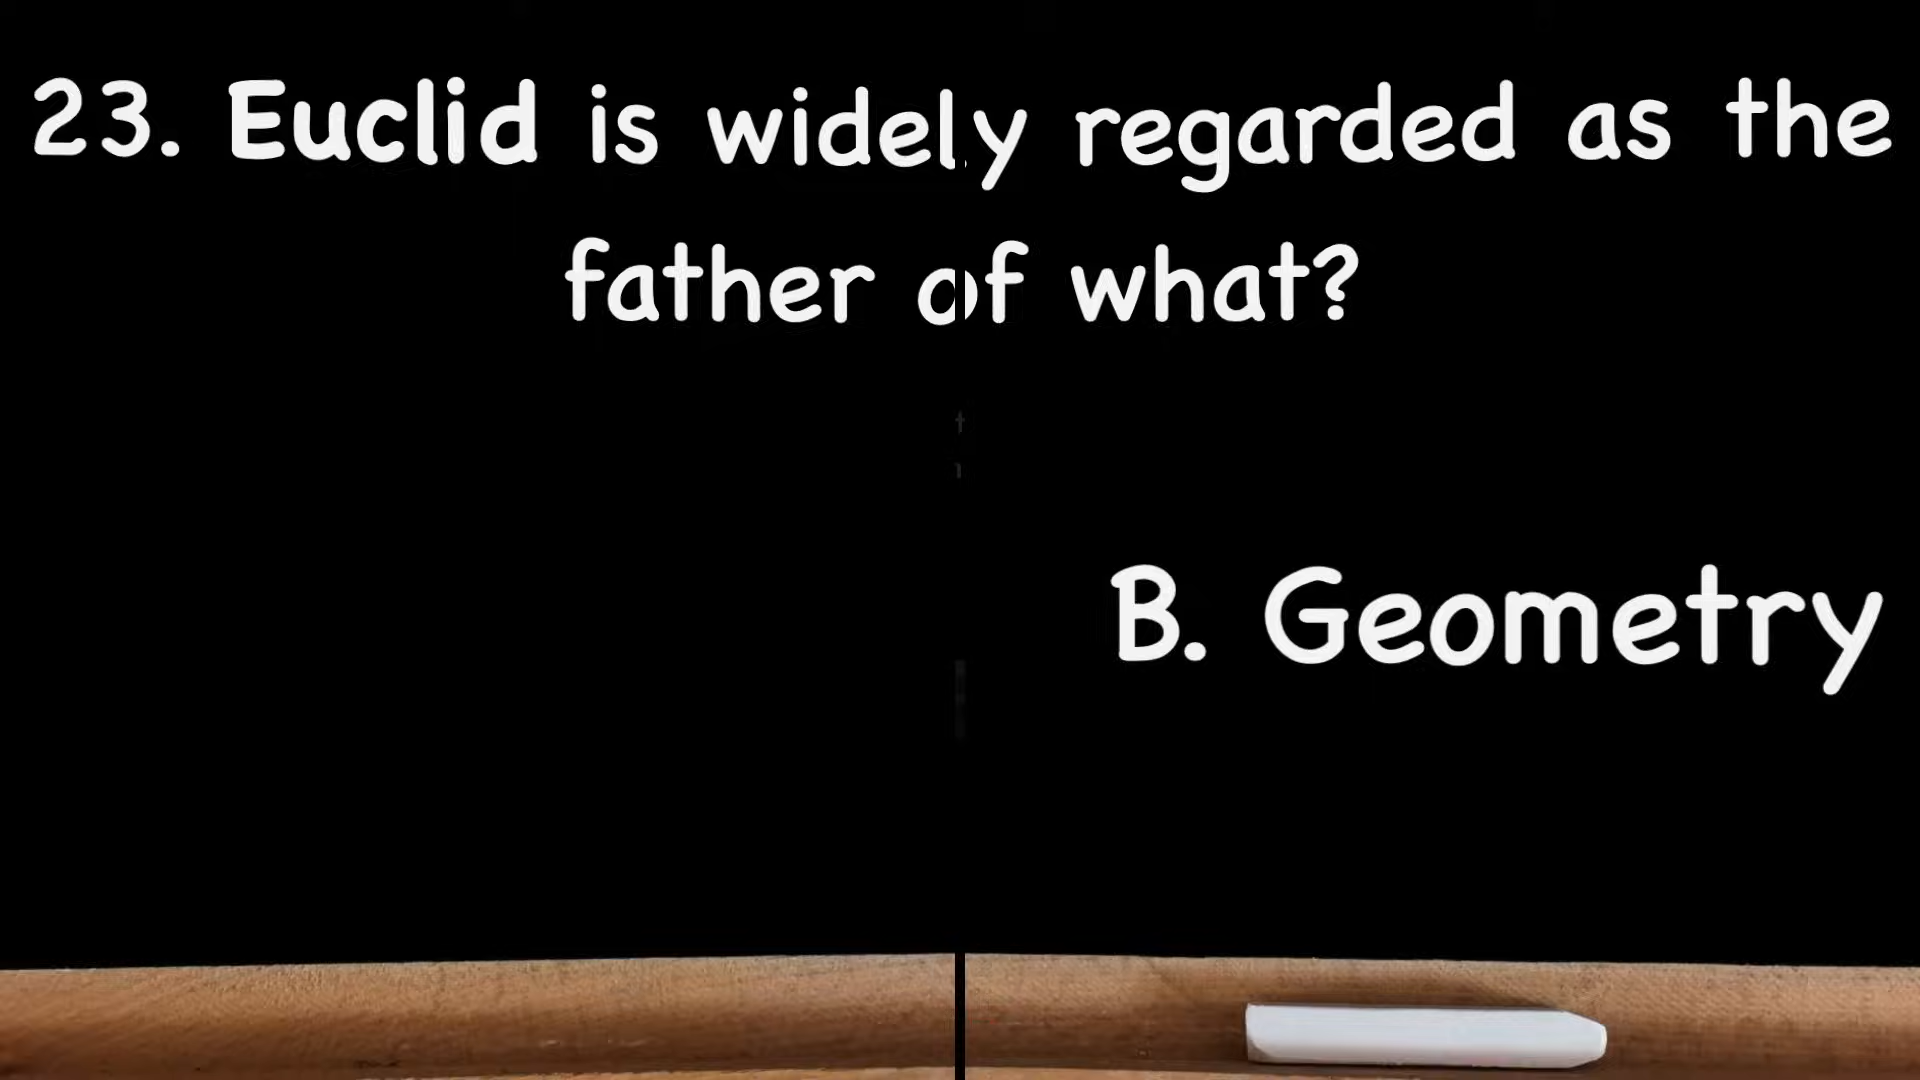 23. Euclid is widely regarded as the
father of what?
B. Geometry